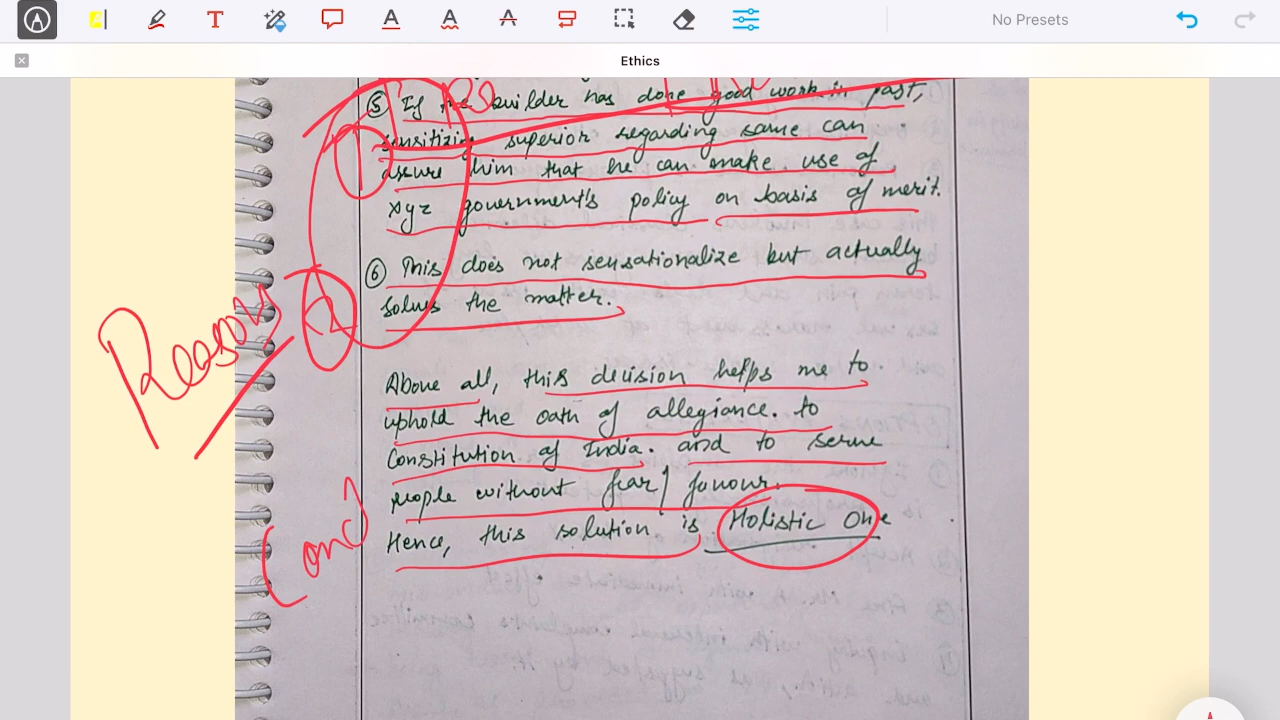 No Presets
Ethics
⑤ If the builder has done good work in past,
sensitizing superior regarding same can
assure him that he can make use of
xyz government's policy on basis of merit.
⑥ This does not sensationalize but actually
solves the matter.
1
2
Reason
Above all, this decision helps me to
uphold the oath of allegiance. to
Constitution of India. and to serve
people without fear/ favour.
Hence, this solution is Holistic One